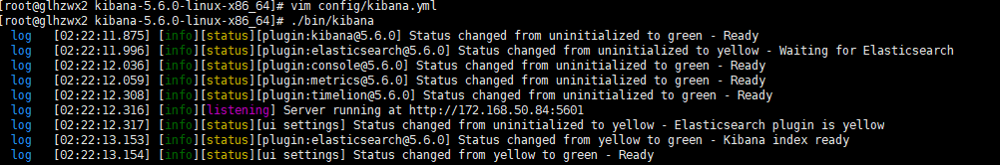 [root@glhzwx2 kibana-5.6.0-linux-x86_64]# vim config/kibana.yml
[root@glhzwx2 kibana-5.6.0-linux-x86_64]# ./bin/kibana
log [02:22:11.875] [info][status][plugin:kibana@5.6.0] Status changed from uninitialized to green - Ready
log [02:22:11.996] [info][status][plugin:elasticsearch@5.6.0] Status changed from uninitialized to yellow - Waiting for Elasticsearch
log [02:22:12.036] [info][status][plugin:console@5.6.0] Status changed from uninitialized to green - Ready
log [02:22:12.059] [info][status][plugin:metrics@5.6.0] Status changed from uninitialized to green - Ready
log [02:22:12.308] [info][status][plugin:timelion@5.6.0] Status changed from uninitialized to green - Ready
log [02:22:12.316] [info][listening] Server running at http://172.168.50.84:5601
log [02:22:12.317] [info][status][ui settings] Status changed from uninitialized to yellow - Elasticsearch plugin is yellow
log [02:22:13.153] [info][status][plugin:elasticsearch@5.6.0] Status changed from yellow to green - Kibana index ready
log [02:22:13.154] [info][status][ui settings] Status changed from yellow to green - Ready